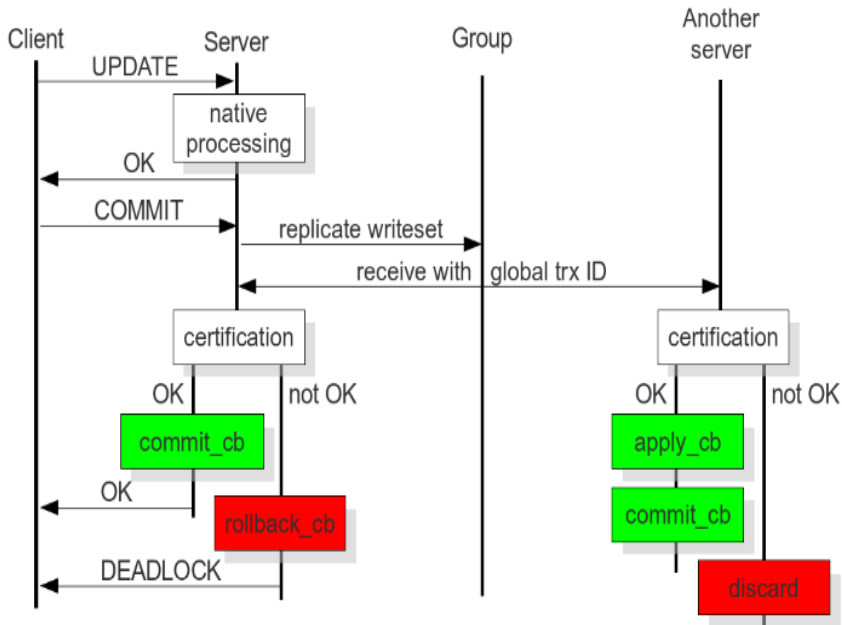 Client
Server
Group
Another
server
UPDATE
native
processing
OK
COMMIT
replicate writeset
receive with global trx ID
certification
certification
OK
not OK
OK
not OK
commit_cb
apply_cb
OK
rollback_cb
commit_cb
DEADLOCK
discard